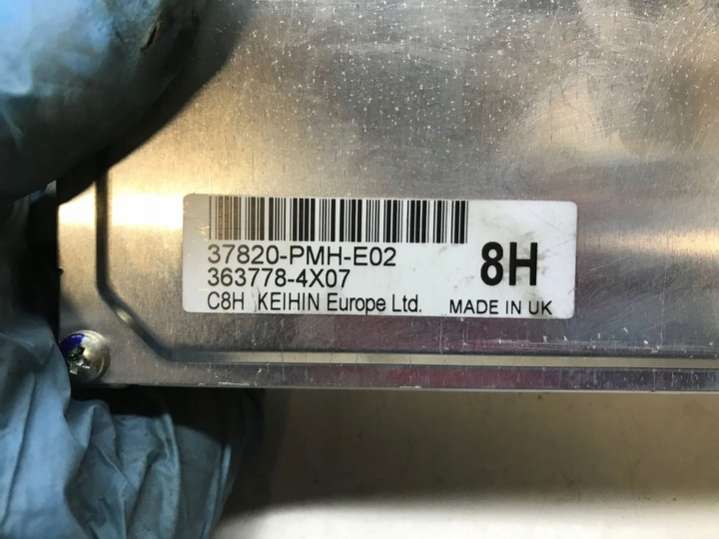 37820-PMH-E02
363778-4X07
8H
C8H KEIHIN Europe Ltd. MADE IN UK